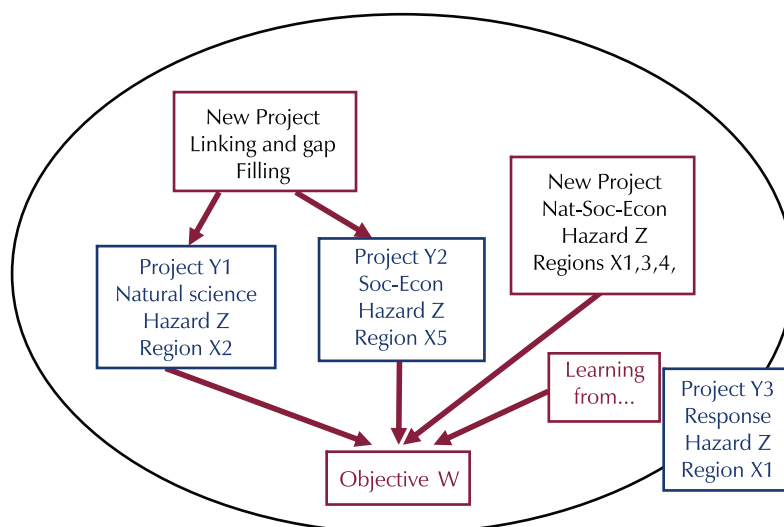 New Project
Linking and gap
Filling
New Project
Nat-Soc-Econ
Hazard Z
Regions X1,3,4,
Project Y1
Natural science
Hazard Z
Region X2
Project Y2
Soc-Econ
Hazard Z
Region X5
Learning
from...
Project Y3
Response
Hazard Z
Region X1
Objective W